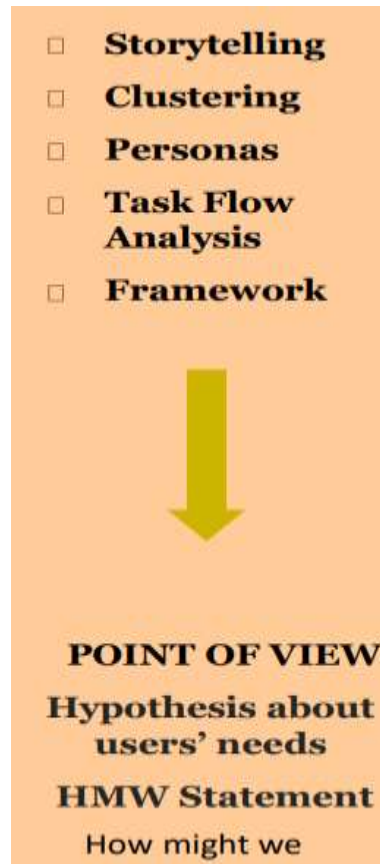 □ Storytelling
□ Clustering
□ Personas
□ Task Flow
Analysis
□ Framework
POINT OF VIEW
Hypothesis about
users’ needs
HMW Statement
How might we